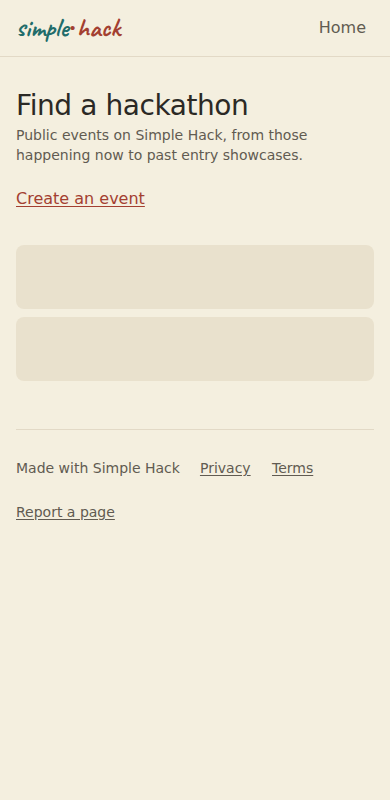 simple·hack
Home
Find a hackathon
Public events on Simple Hack, from those
happening now to past entry showcases.
Create an event
Made with Simple Hack
Privacy
Terms
Report a page